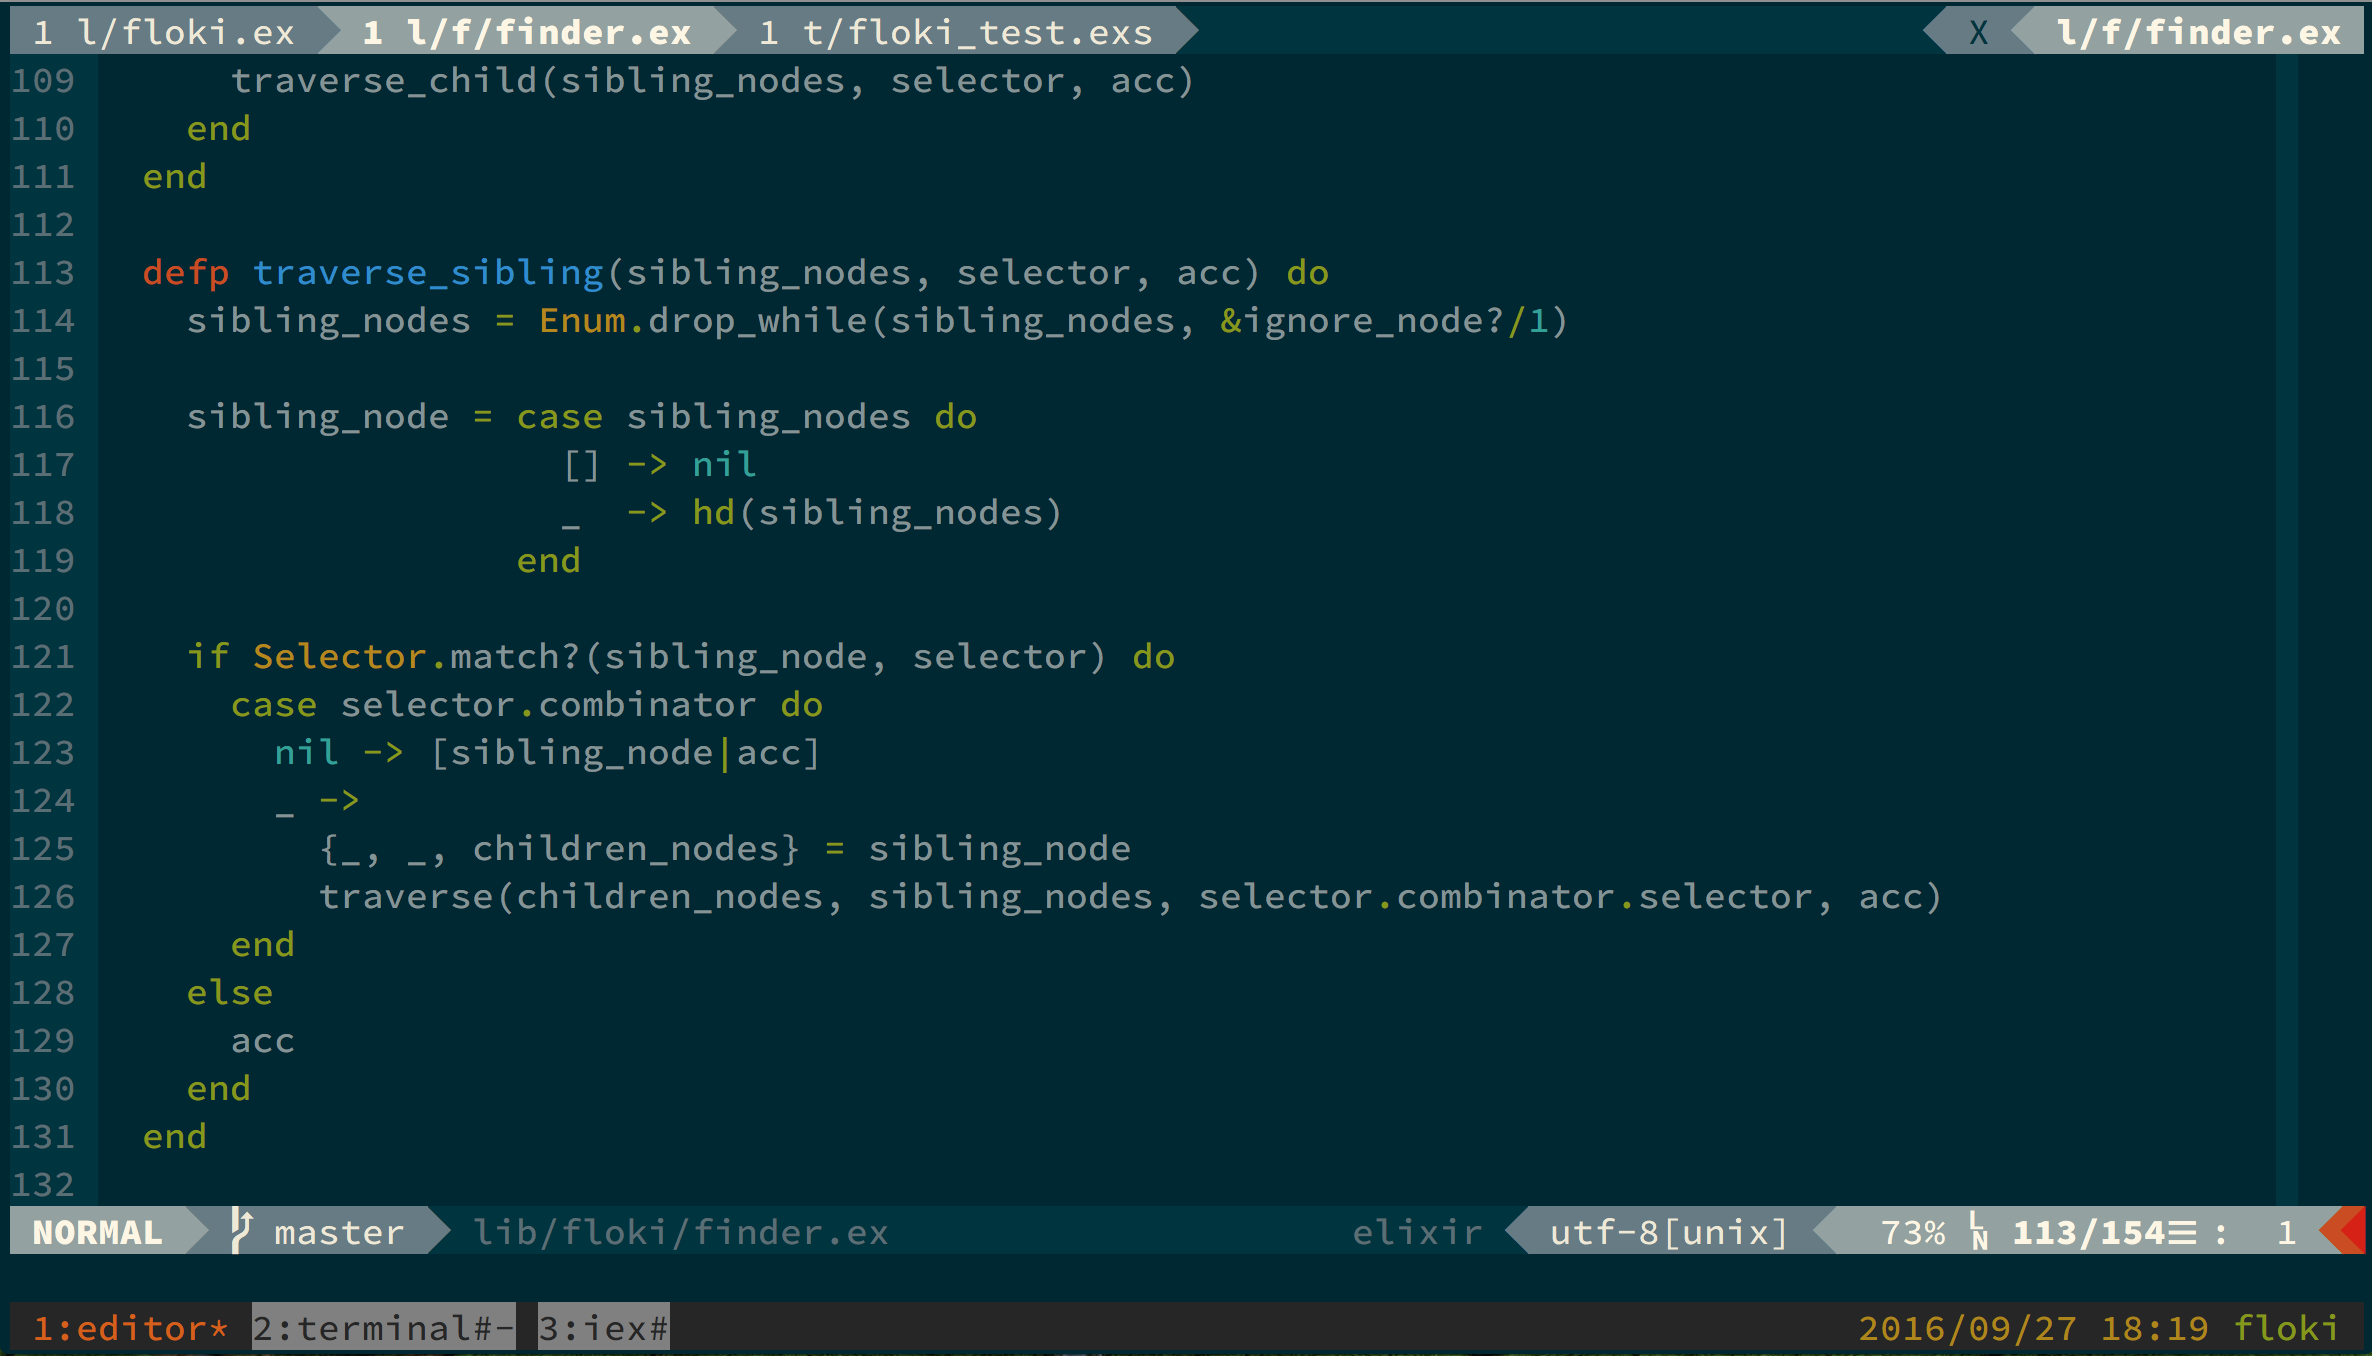 1 l/floki.ex 1 l/f/finder.ex 1 t/floki_test.exs X l/f/finder.ex
109       traverse_child(sibling_nodes, selector, acc)
110     end
111   end
112
113   defp traverse_sibling(sibling_nodes, selector, acc) do
114     sibling_nodes = Enum.drop_while(sibling_nodes, &ignore_node?/1)
115
116     sibling_node = case sibling_nodes do
117                      [] -> nil
118                      _  -> hd(sibling_nodes)
119                    end
120
121     if Selector.match?(sibling_node, selector) do
122       case selector.combinator do
123         nil -> [sibling_node|acc]
124         _ ->
125           {_, _, children_nodes} = sibling_node
126           traverse(children_nodes, sibling_nodes, selector.combinator.selector, acc)
127       end
128     else
129       acc
130     end
131   end
132
NORMAL master lib/floki/finder.ex elixir utf-8[unix] 73% LN 113/154☰ : 1
1:editor* 2:terminal#- 3:iex# 2016/09/27 18:19 floki